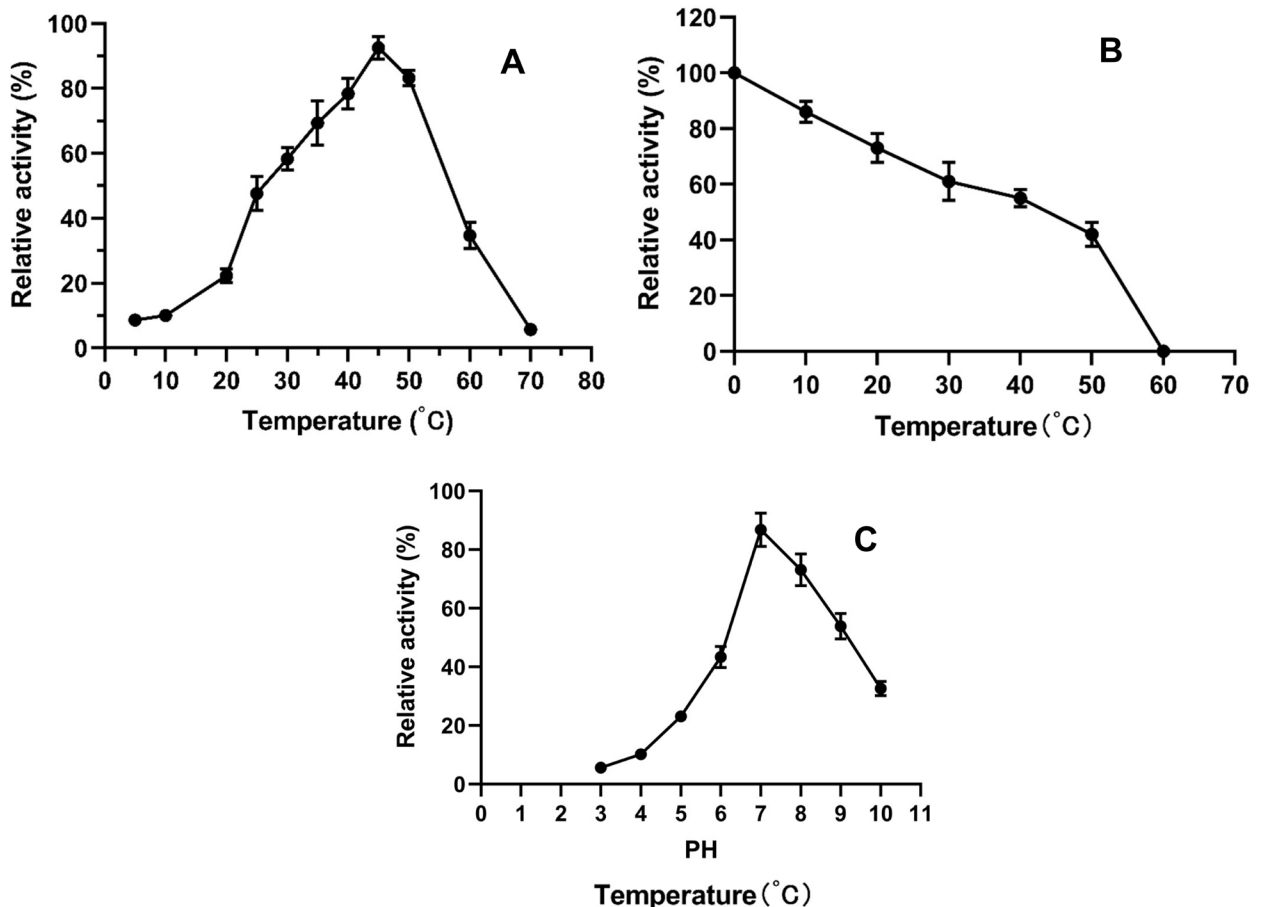 A
Relative activity (%)
100
80
60
40
20
0
0 10 20 30 40 50 60 70 80
Temperature (°C)
B
Relative activity (%)
120
100
80
60
40
20
0
0 10 20 30 40 50 60 70
Temperature (°C)
C
Relative activity (%)
100
80
60
40
20
0
0 1 2 3 4 5 6 7 8 9 10 11
PH
Temperature (°C)